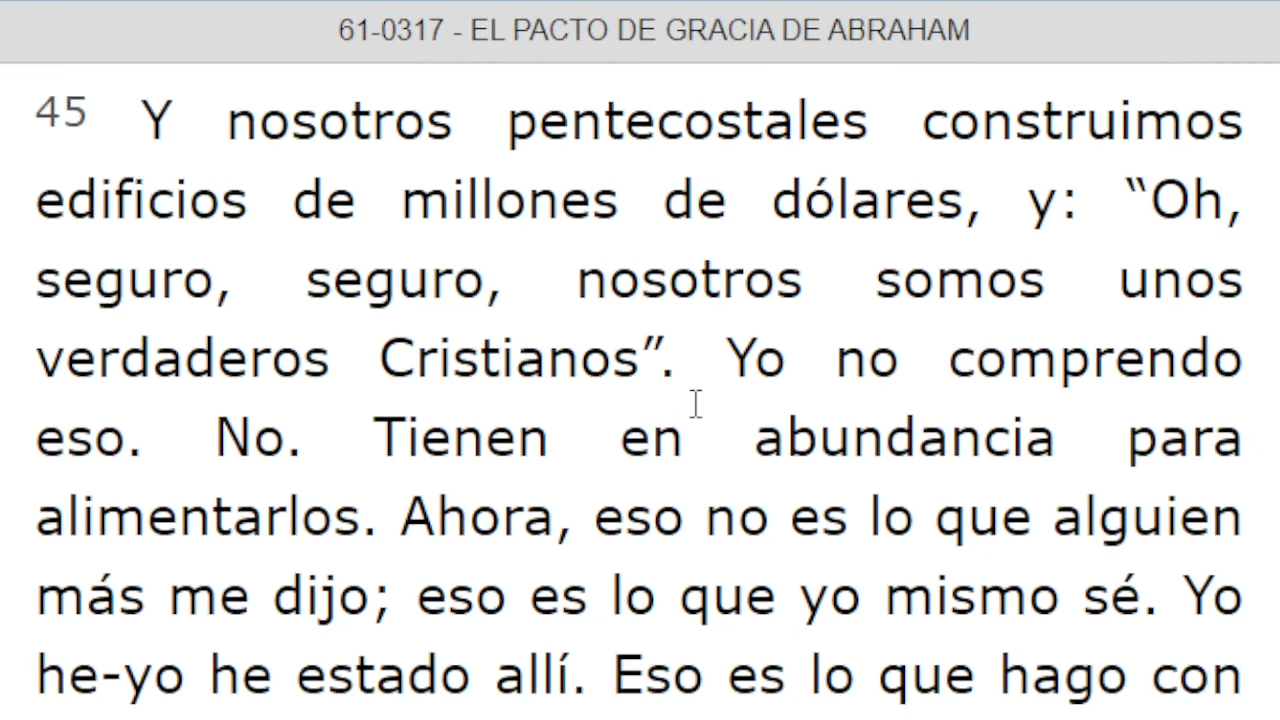 61-0317 - EL PACTO DE GRACIA DE ABRAHAM
45 Y nosotros pentecostales construimos
edificios de millones de dólares, y: “Oh,
seguro, seguro, nosotros somos unos
verdaderos Cristianos”. Yo no comprendo
eso. No. Tienen en abundancia para
alimentarlos. Ahora, eso no es lo que alguien
más me dijo; eso es lo que yo mismo sé. Yo
he-yo he estado allí. Eso es lo que hago con